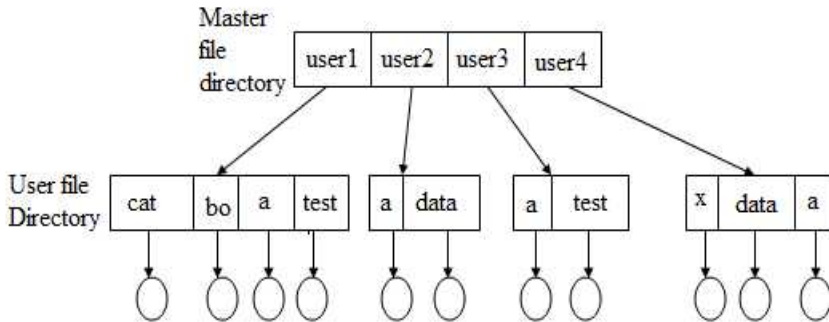 Master
file
directory
user1 user2 user3 user4
User file
Directory
cat bo a test
a data
a test
x data a